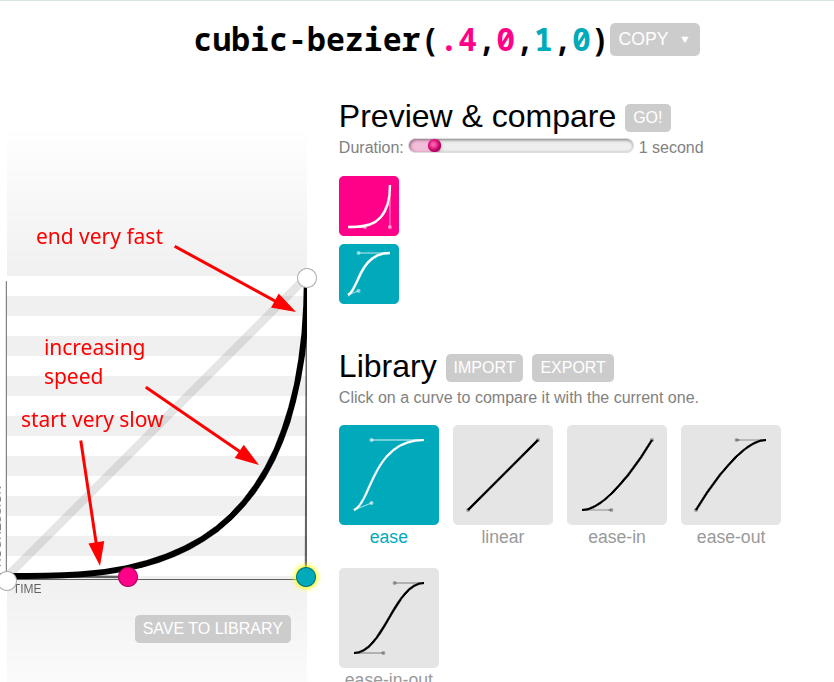 cubic-bezier(.4,0,1,0)
COPY
Preview & compare
GO!
Duration:
1 second
end very fast
increasing
speed
start very slow
TIME
SAVE TO LIBRARY
Library
IMPORT
EXPORT
Click on a curve to compare it with the current one.
ease
linear
ease-in
ease-out
ease-in-out